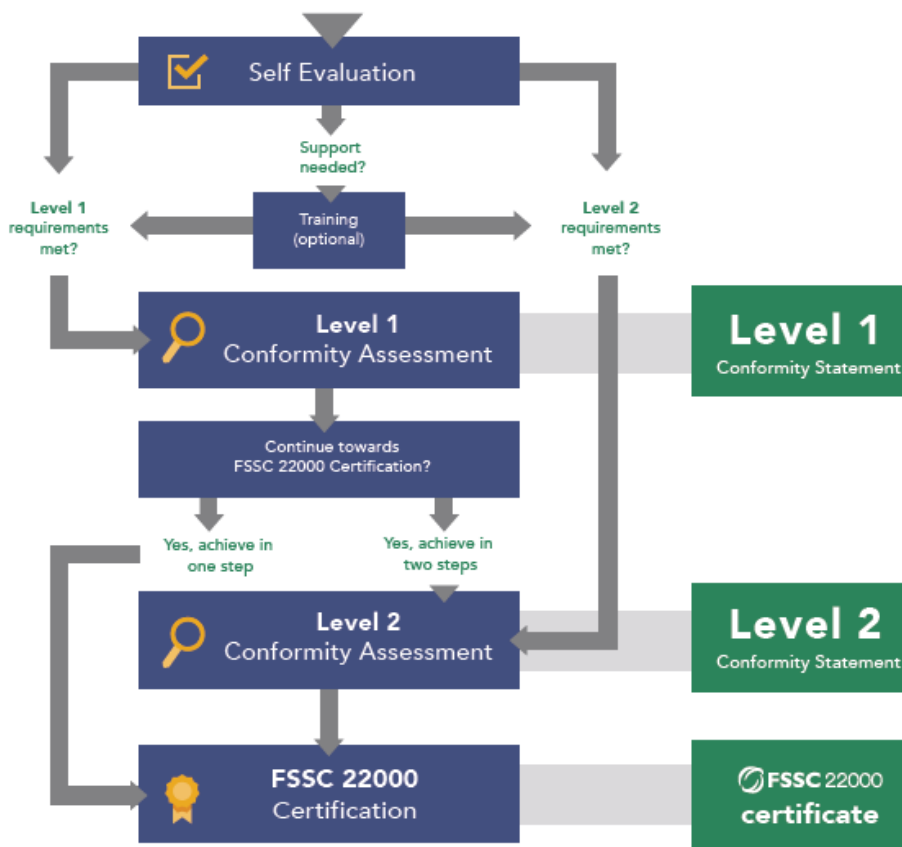 Self Evaluation
Support
needed?
Level 1
requirements
met?
Training
(optional)
Level 2
requirements
met?
Level 1
Conformity Assessment
Level 1
Conformity Statement
Continue towards
FSSC 22000 Certification?
Yes, achieve in
one step
Yes, achieve in
two steps
Level 2
Conformity Assessment
Level 2
Conformity Statement
FSSC 22000
Certification
FSSC 22000
certificate